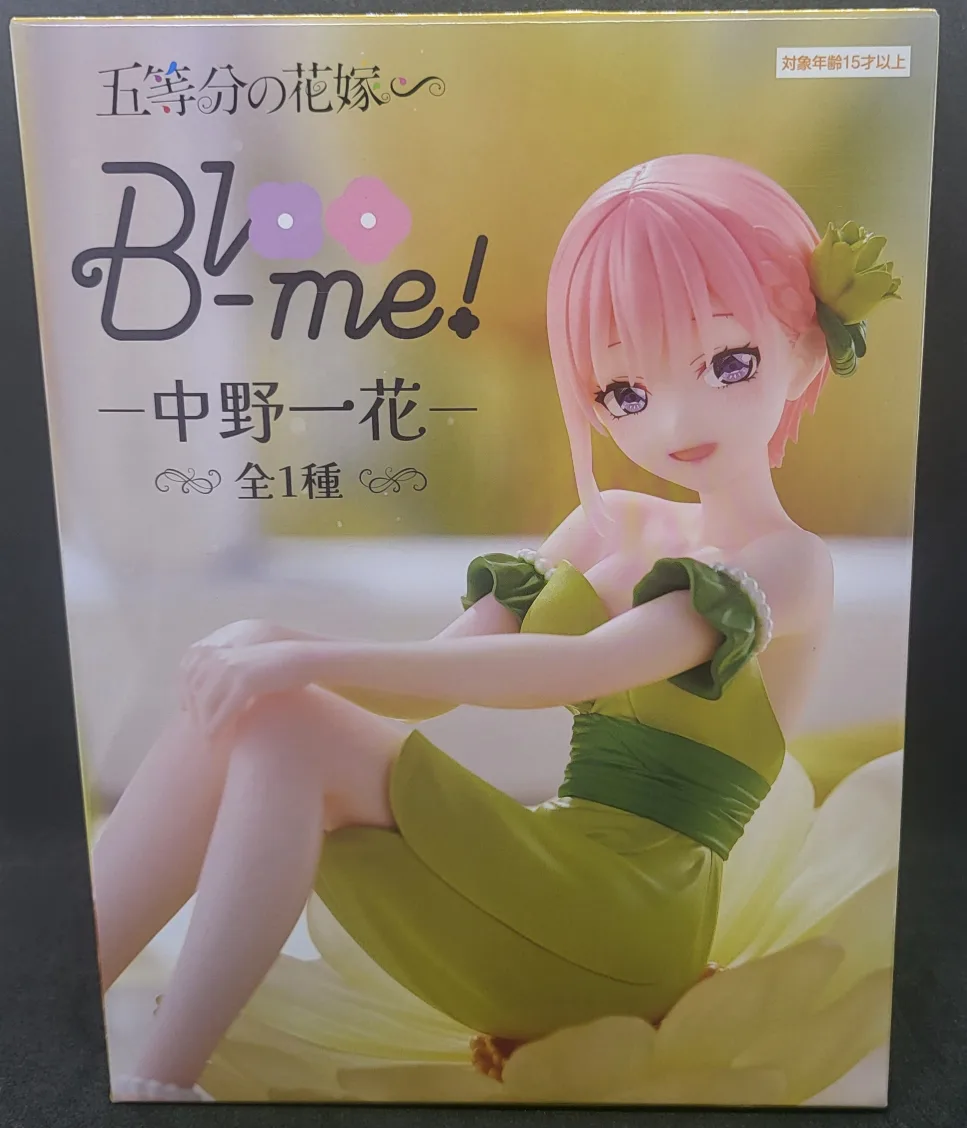 五等分の花嫁
対象年齢15才以上
Bloo-me!
中野一花
全1種